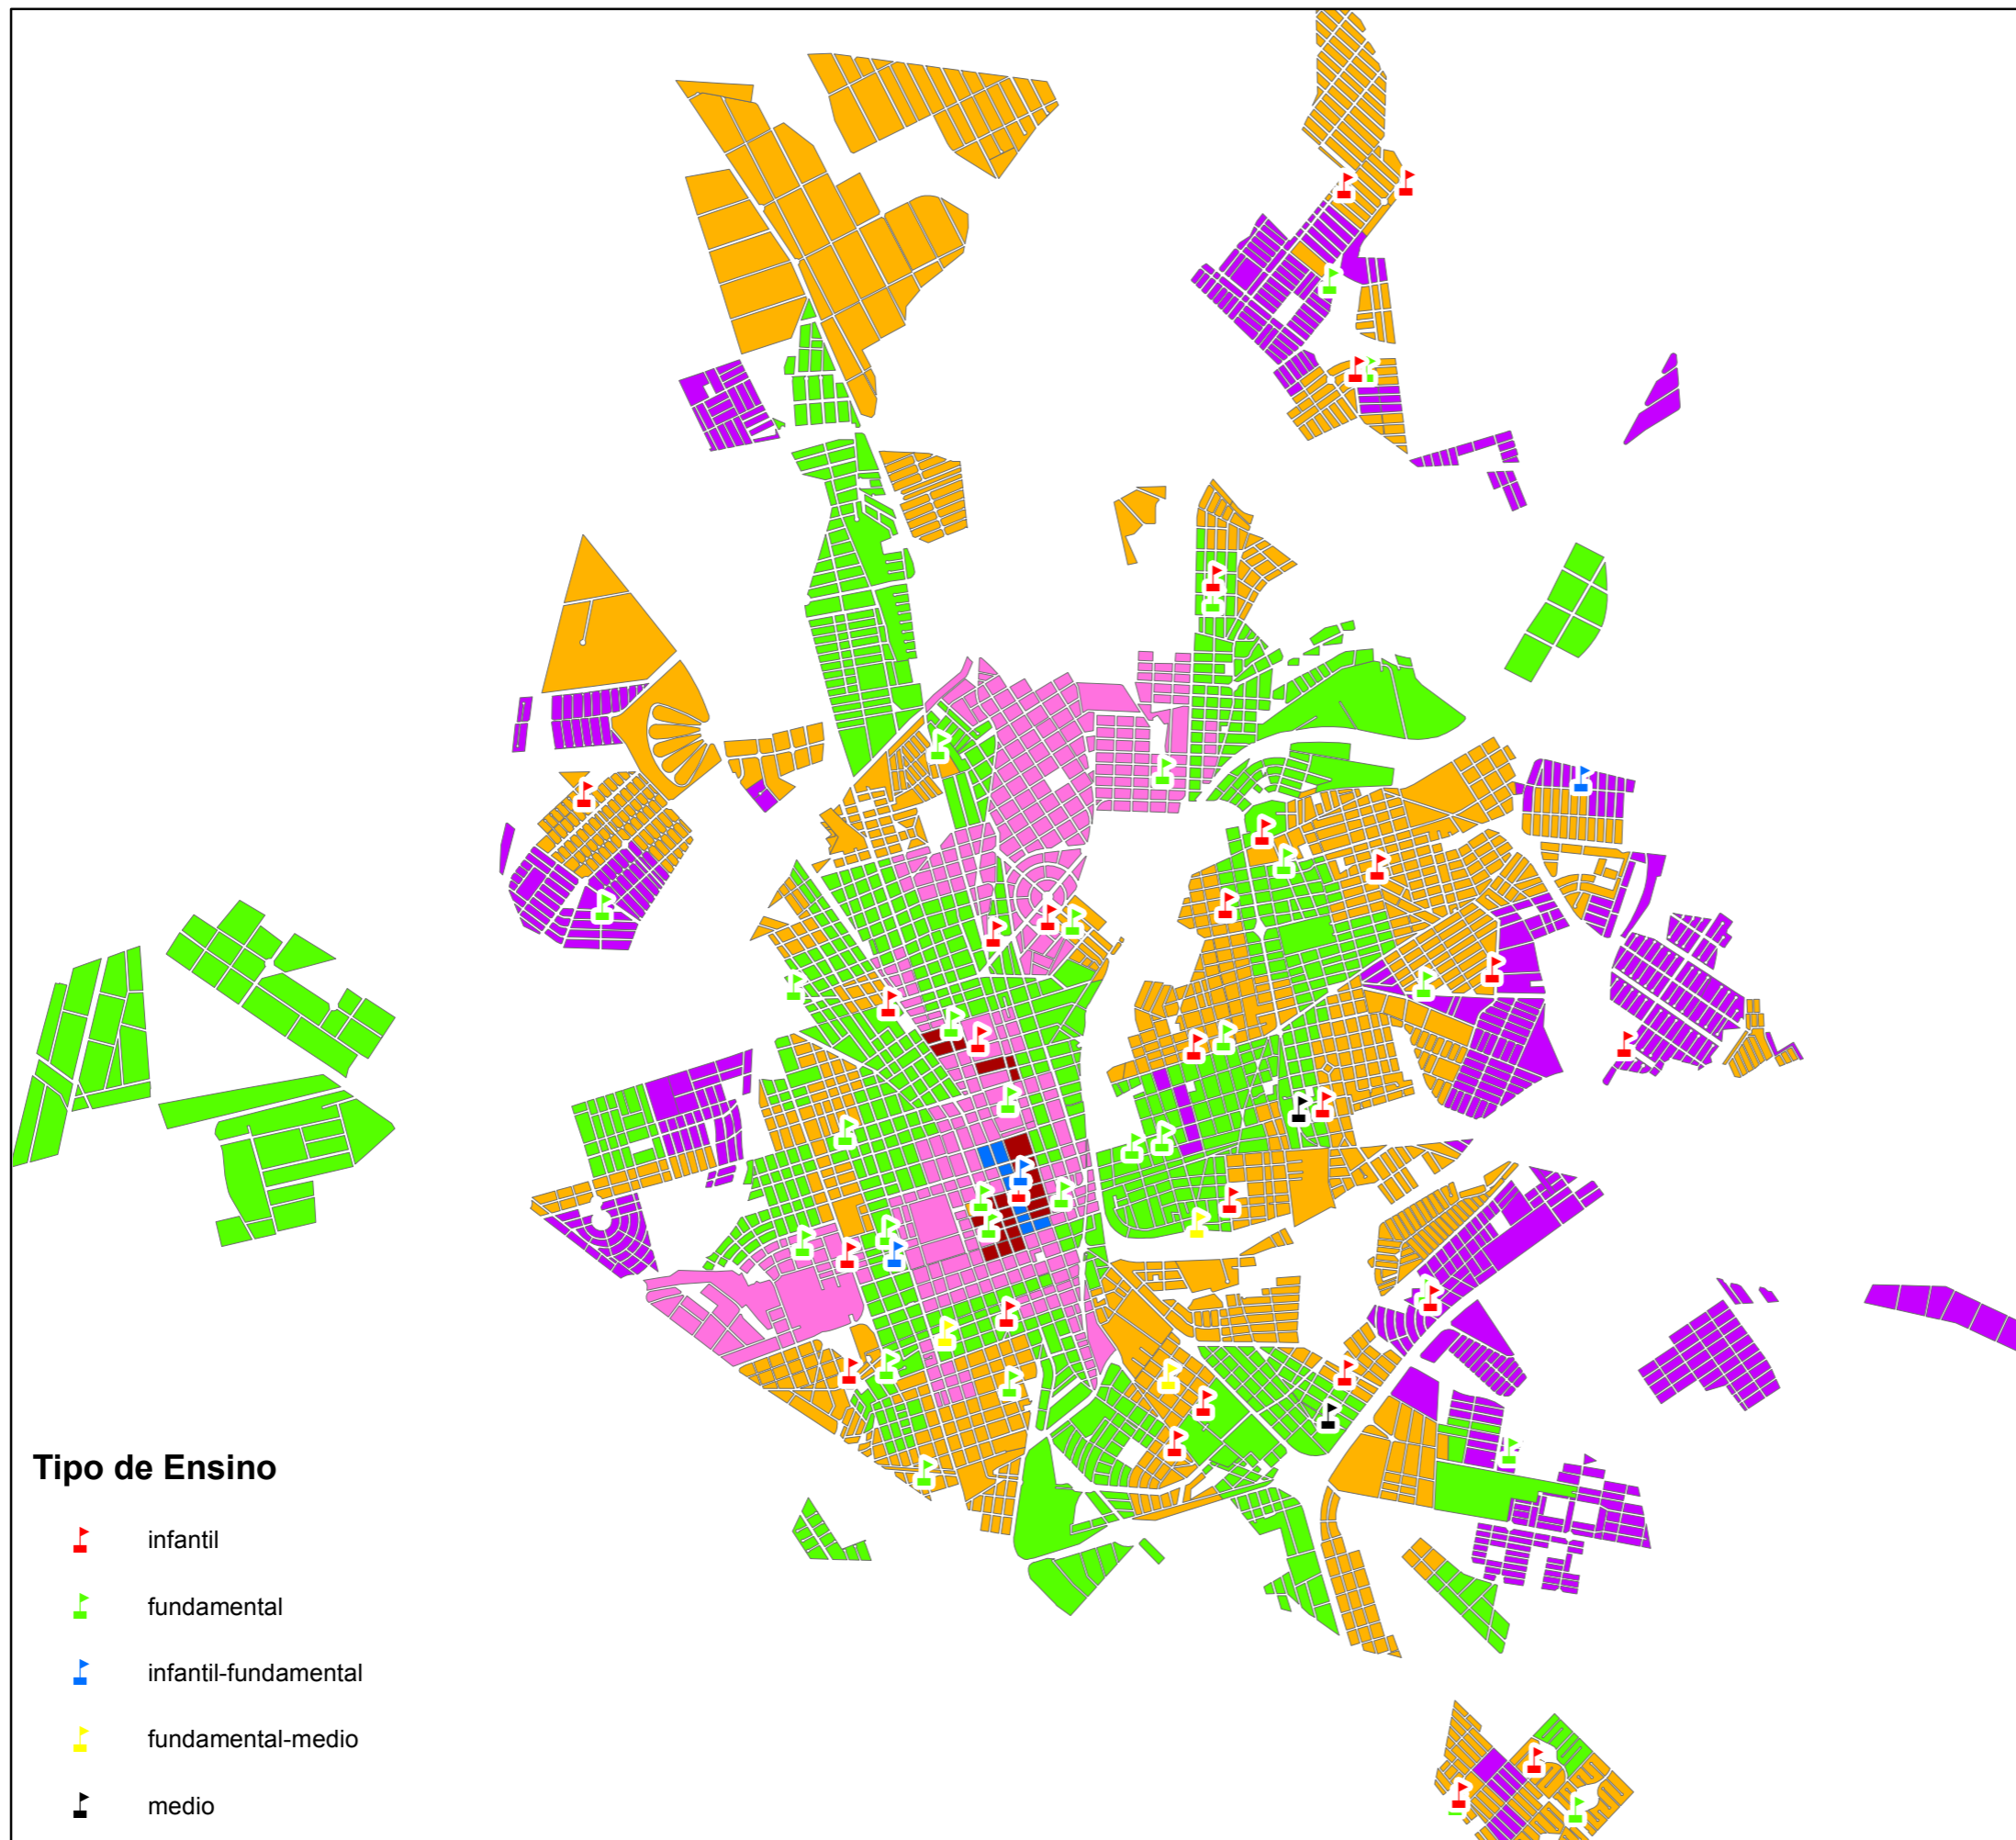 Tipo de Ensino
infantil
fundamental
infantil-fundamental
fundamental-medio
medio